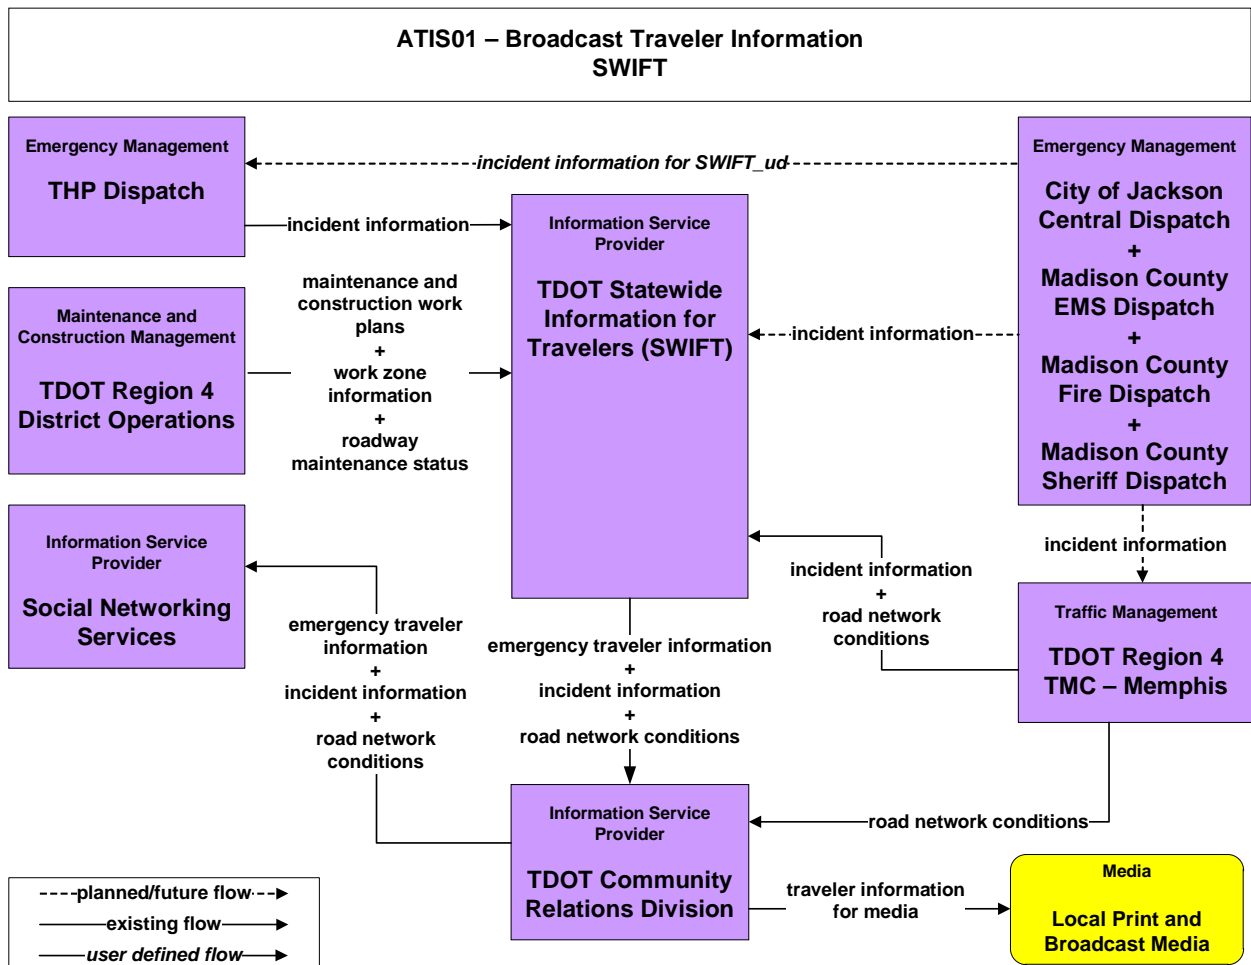 ATIS01 – Broadcast Traveler Information
SWIFT
Emergency Management
THP Dispatch
incident information for SWIFT_ud
Emergency Management
City of Jackson
Central Dispatch
+
Madison County
EMS Dispatch
+
Madison County
Fire Dispatch
+
Madison County
Sheriff Dispatch
incident information
Information Service
Provider
TDOT Statewide
Information for
Travelers (SWIFT)
Maintenance and
Construction Management
TDOT Region 4
District Operations
maintenance and
construction work
plans
+
work zone
information
+
roadway
maintenance status
incident information
incident information
Information Service
Provider
Social Networking
Services
emergency traveler
information
+
incident information
+
road network
conditions
emergency traveler information
+
incident information
+
road network conditions
incident information
+
road network
conditions
Traffic Management
TDOT Region 4
TMC – Memphis
Information Service
Provider
TDOT Community
Relations Division
road network conditions
traveler information
for media
Media
Local Print and
Broadcast Media
planned/future flow
existing flow
user defined flow